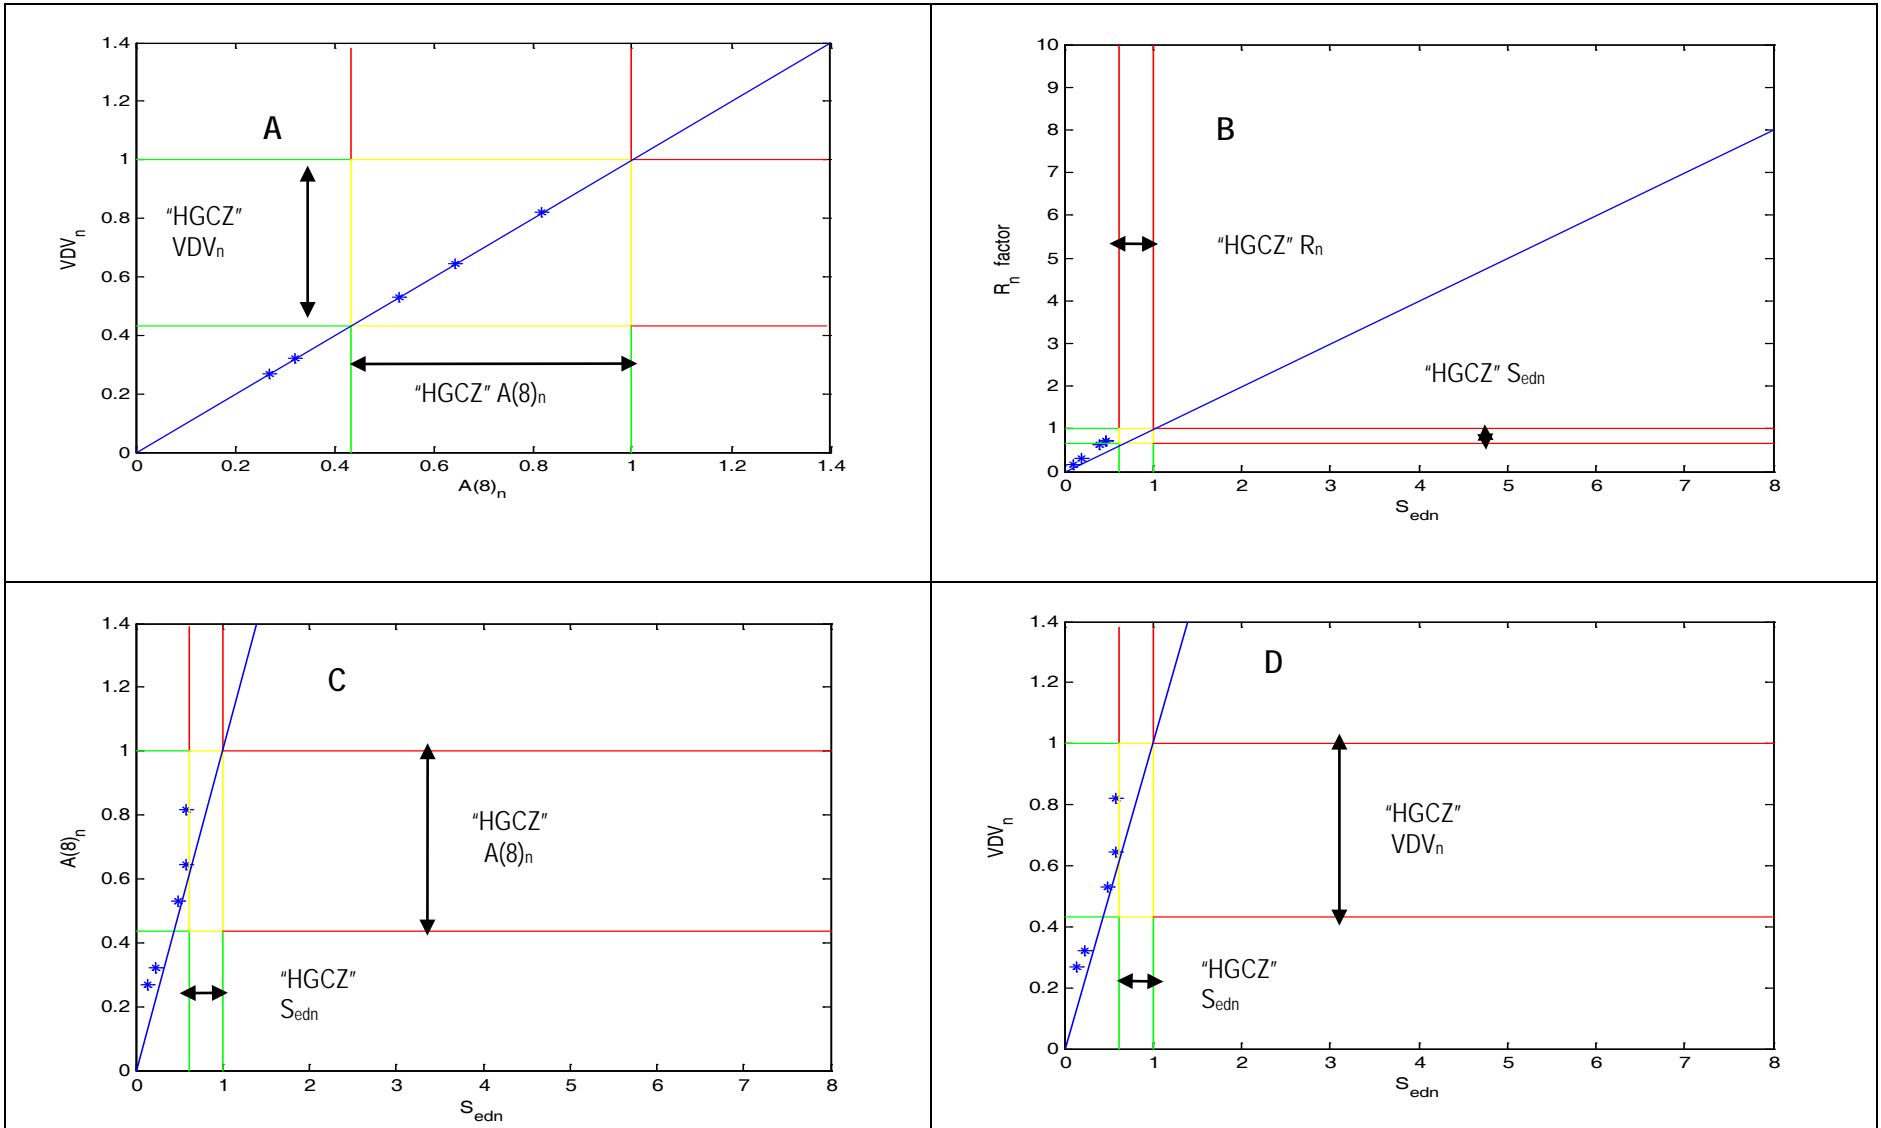 1.4
1.2
1
0.8
0.6
0.4
0.2
0
VDVn
A
"HGCZ"
VDVn
"HGCZ" A(8)n
0 0.2 0.4 0.6 0.8 1 1.2 1.4
A(8)n
10
9
8
7
6
5
4
3
2
1
0
Rn factor
B
"HGCZ" Rn
"HGCZ" Sedn
0 1 2 3 4 5 6 7 8
Sedn
1.4
1.2
1
0.8
0.6
0.4
0.2
0
A(8)n
C
"HGCZ"
A(8)n
"HGCZ"
Sedn
0 1 2 3 4 5 6 7 8
Sedn
1.4
1.2
1
0.8
0.6
0.4
0.2
0
VDVn
D
"HGCZ"
VDVn
"HGCZ"
Sedn
0 1 2 3 4 5 6 7 8
Sedn